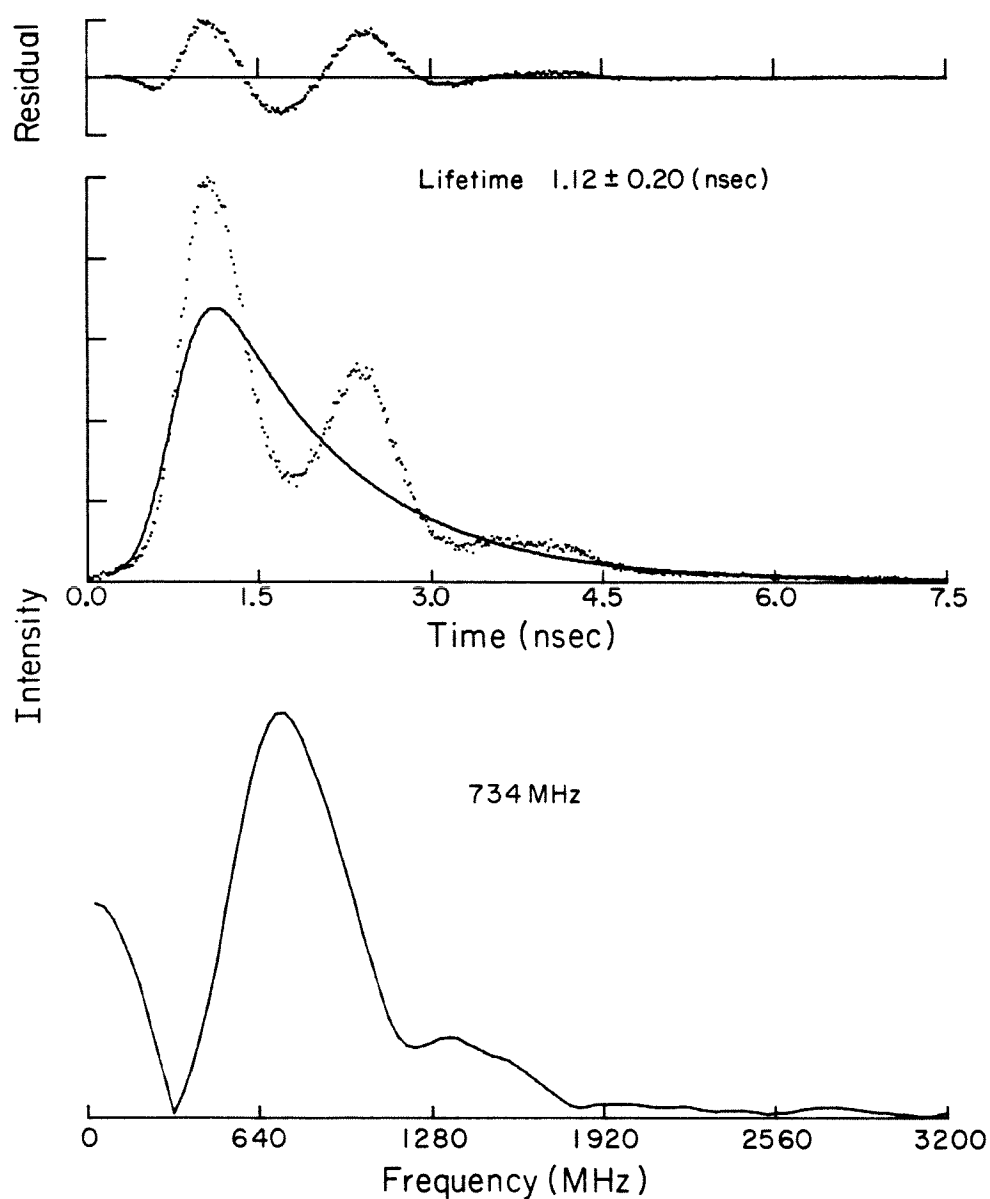 Residual
Lifetime 1.12 ± 0.20 (nsec)
0.0 1.5 3.0 4.5 6.0 7.5
Time (nsec)
Intensity
734 MHz
0 640 1280 1920 2560 3200
Frequency (MHz)